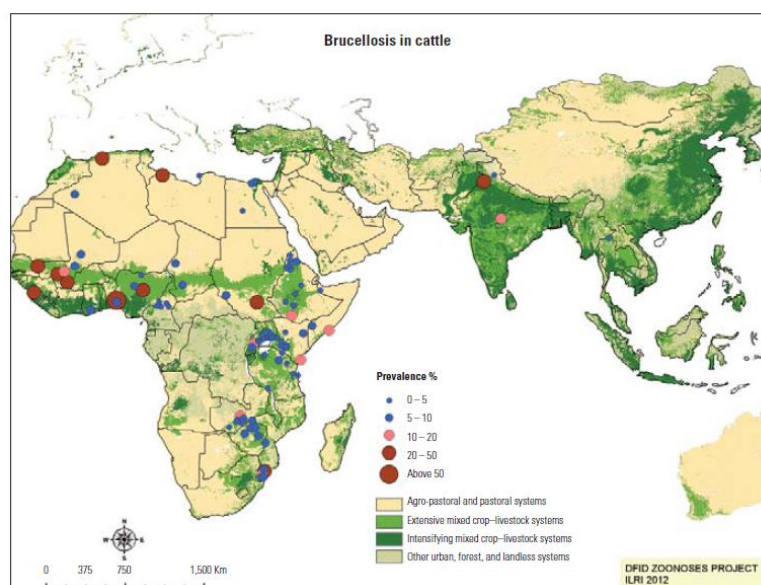 Brucellosis in cattle
Prevalence %
0 – 5
5 – 10
10 – 20
20 – 50
Above 50
Agro-pastoral and pastoral systems
Extensive mixed crop–livestock systems
Intensifying mixed crop–livestock systems
Other urban, forest, and landless systems
N
W E
S
0 375 750 1,500 Km
DFID ZOONOSES PROJECT
ILRI 2012